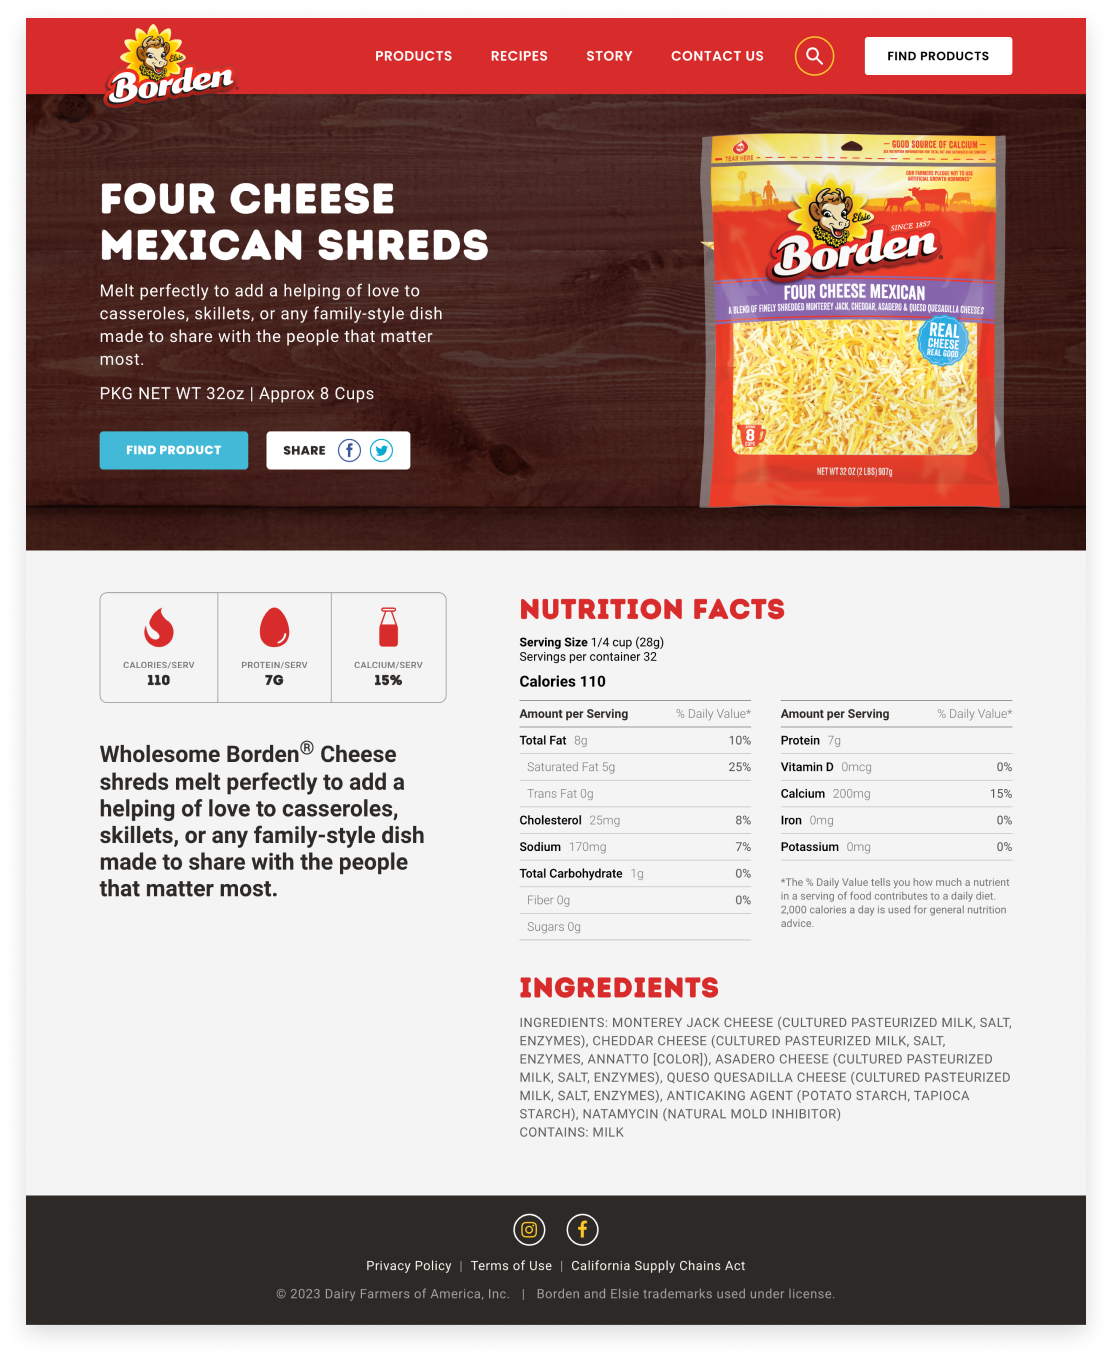 Elsie
Borden
PRODUCTS
RECIPES
STORY
CONTACT US
FIND PRODUCTS
FOUR CHEESE
MEXICAN SHREDS
Melt perfectly to add a helping of love to
casseroles, skillets, or any family-style dish
made to share with the people that matter
most.
PKG NET WT 32oz | Approx 8 Cups
FIND PRODUCT
SHARE
TEAR HERE
GOOD SOURCE OF CALCIUM
SEE NUTRITION INFORMATION FOR TOTAL FAT AND SATURATED FAT CONTENT
OUR FARMERS PLEDGE NOT TO USE
ARTIFICIAL GROWTH HORMONES*
Elsie
SINCE 1857
Borden
FOUR CHEESE MEXICAN
A BLEND OF FINELY SHREDDED MONTEREY JACK, CHEDDAR, ASADERO & QUESO QUESADILLA CHEESES
REAL
CHEESE
REAL GOOD
8
CUPS
NET WT 32 OZ (2 LBS) 907g
CALORIES/SERV
110
PROTEIN/SERV
7G
CALCIUM/SERV
15%
Wholesome Borden® Cheese
shreds melt perfectly to add a
helping of love to casseroles,
skillets, or any family-style dish
made to share with the people
that matter most.
NUTRITION FACTS
Serving Size 1/4 cup (28g)
Servings per container 32
Calories 110
Amount per Serving % Daily Value*
Total Fat 8g 10%
Saturated Fat 5g 25%
Trans Fat 0g
Cholesterol 25mg 8%
Sodium 170mg 7%
Total Carbohydrate 1g 0%
Fiber 0g 0%
Sugars 0g
Amount per Serving % Daily Value*
Protein 7g
Vitamin D 0mcg 0%
Calcium 200mg 15%
Iron 0mg 0%
Potassium 0mg 0%
*The % Daily Value tells you how much a nutrient
in a serving of food contributes to a daily diet.
2,000 calories a day is used for general nutrition
advice.
INGREDIENTS
INGREDIENTS: MONTEREY JACK CHEESE (CULTURED PASTEURIZED MILK, SALT,
ENZYMES), CHEDDAR CHEESE (CULTURED PASTEURIZED MILK, SALT,
ENZYMES, ANNATTO [COLOR]), ASADERO CHEESE (CULTURED PASTEURIZED
MILK, SALT, ENZYMES), QUESO QUESADILLA CHEESE (CULTURED PASTEURIZED
MILK, SALT, ENZYMES), ANTICAKING AGENT (POTATO STARCH, TAPIOCA
STARCH), NATAMYCIN (NATURAL MOLD INHIBITOR)
CONTAINS: MILK
Privacy Policy | Terms of Use | California Supply Chains Act
© 2023 Dairy Farmers of America, Inc. | Borden and Elsie trademarks used under license.